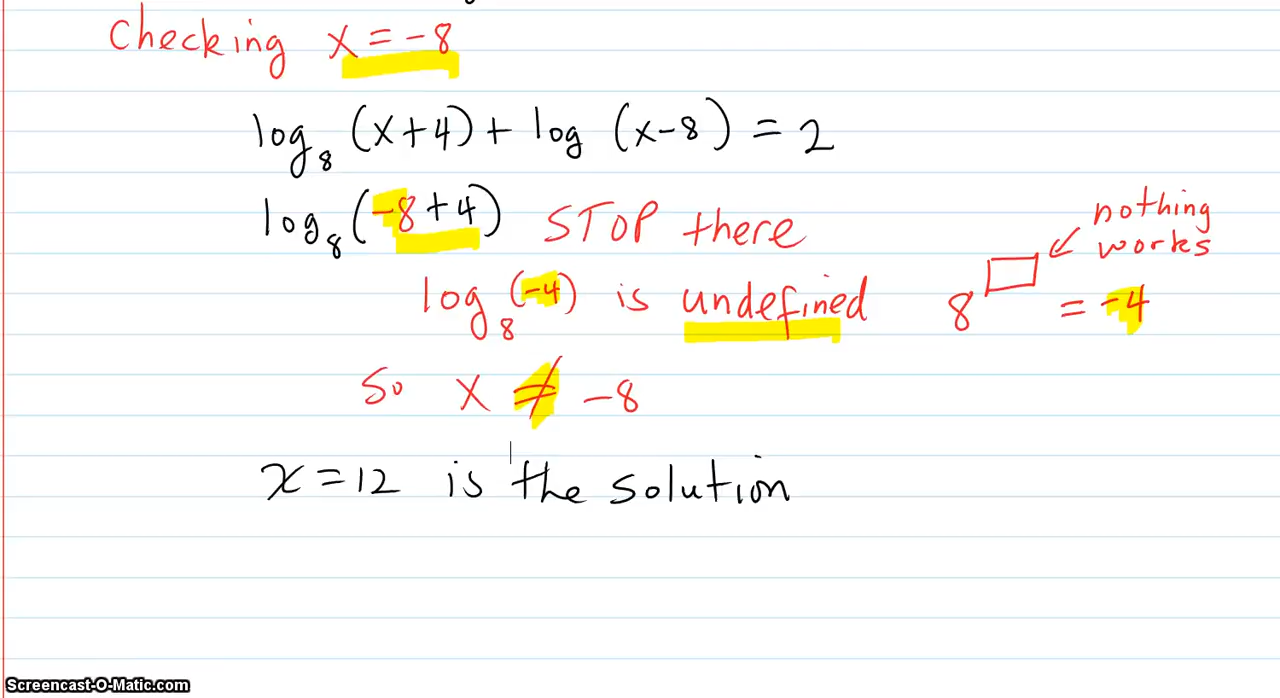 Checking x = -8
log₈ (x+4) + log (x-8) = 2
log₈ (-8+4) STOP there
nothing works
log₈ (-4) is undefined 8^□ = -4
So x ≠ -8
x = 12 is the solution
Screencast-O-Matic.com